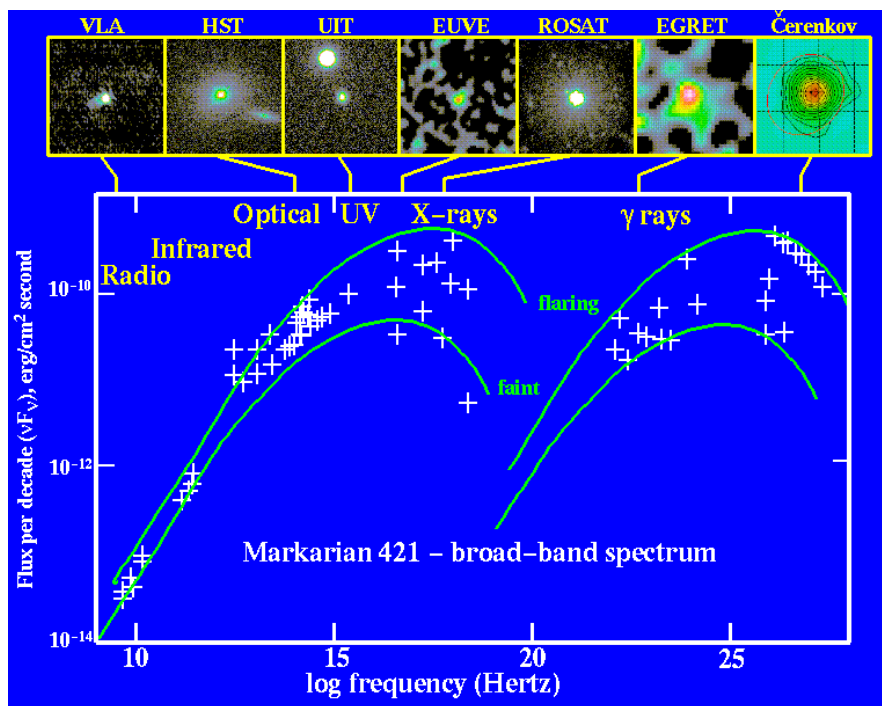 VLA HST UIT EUVE ROSAT EGRET Čerenkov
Optical UV X-rays γ rays
Infrared
Radio
10⁻¹⁰
flaring
faint
10⁻¹²
Flux per decade (νFᵥ), erg/cm² second
Markarian 421 – broad-band spectrum
10⁻¹⁴
10 15 20 25
log frequency (Hertz)